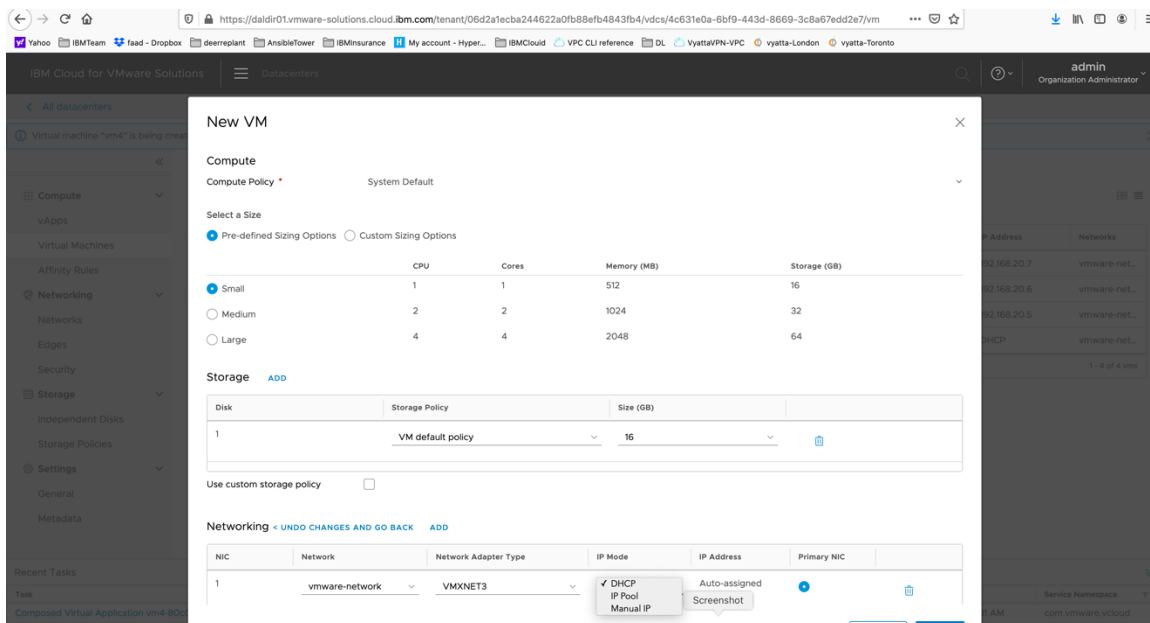 https://daldir01.vmware-solutions.cloud.ibm.com/tenant/06d2a1ecba244622a0fb88efb4843fb4/vdcs/4c631e0a-6bf9-443d-8669-3c8a67edd2e7/vm
Yahoo IBMTeam faad - Dropbox deerreplant AnsibleTower IBMInsurance My account - Hyper... IBMClouid VPC CLI reference DL VyattaVPN-VPC vyatta-London vyatta-Toronto
IBM Cloud for VMware Solutions Datacenters admin
Organization Administrator
All datacenters
Virtual machine "vm4" is being creat
New VM
Compute
Compute Policy * System Default
Select a Size
Pre-defined Sizing Options Custom Sizing Options
CPU Cores Memory (MB) Storage (GB)
Small 1 1 512 16
Medium 2 2 1024 32
Large 4 4 2048 64
Storage ADD
Disk Storage Policy Size (GB)
1 VM default policy 16
Use custom storage policy
Networking < UNDO CHANGES AND GO BACK ADD
NIC Network Network Adapter Type IP Mode IP Address Primary NIC
1 vmware-network VMXNET3 ✓ DHCP Auto-assigned
IP Pool
Manual IP
Screenshot
Compute
vApps
Virtual Machines
Affinity Rules
Networking
Networks
Edges
Security
Storage
Independent Disks
Storage Policies
Settings
General
Metadata
P Address Networks
92.168.20.7 vmware-net...
92.168.20.6 vmware-net...
92.168.20.5 vmware-net...
DHCP vmware-net...
1 - 4 of 4 vms
Recent Tasks
Task Service Namespace
Composed Virtual Application vm4- AM com.vmware.vcloud